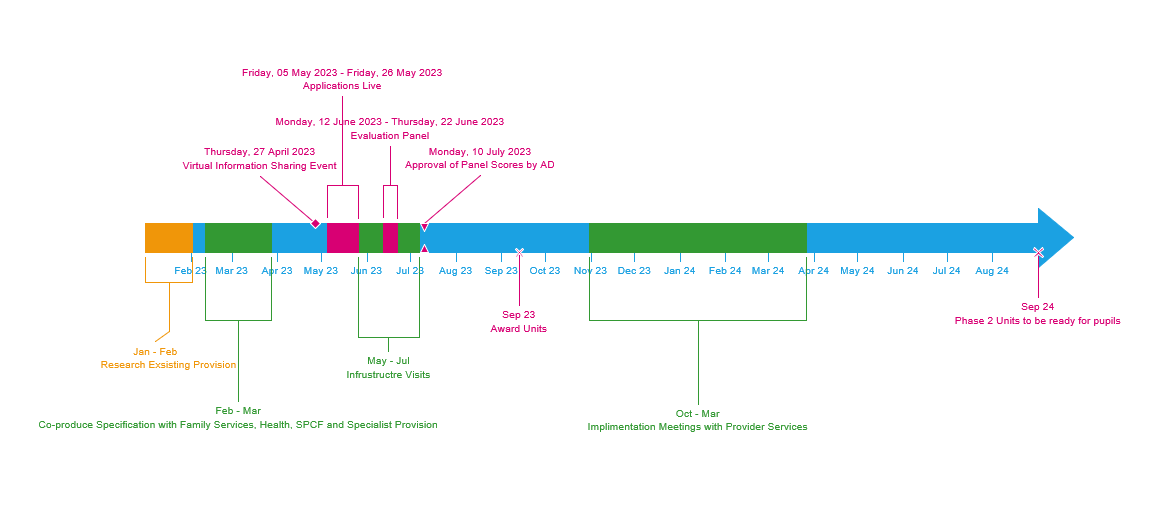 Friday, 05 May 2023 - Friday, 26 May 2023
Applications Live
Monday, 12 June 2023 - Thursday, 22 June 2023
Evaluation Panel
Thursday, 27 April 2023
Virtual Information Sharing Event
Monday, 10 July 2023
Approval of Panel Scores by AD
Feb 23
Mar 23
Apr 23
May 23
Jun 23
Jul 23
Aug 23
Sep 23
Oct 23
Nov 23
Dec 23
Jan 24
Feb 24
Mar 24
Apr 24
May 24
Jun 24
Jul 24
Aug 24
Sep 23
Award Units
Sep 24
Phase 2 Units to be ready for pupils
Jan - Feb
Research Exsisting Provision
May - Jul
Infrustructre Visits
Feb - Mar
Co-produce Specification with Family Services, Health, SPCF and Specialist Provision
Oct - Mar
Implimentation Meetings with Provider Services